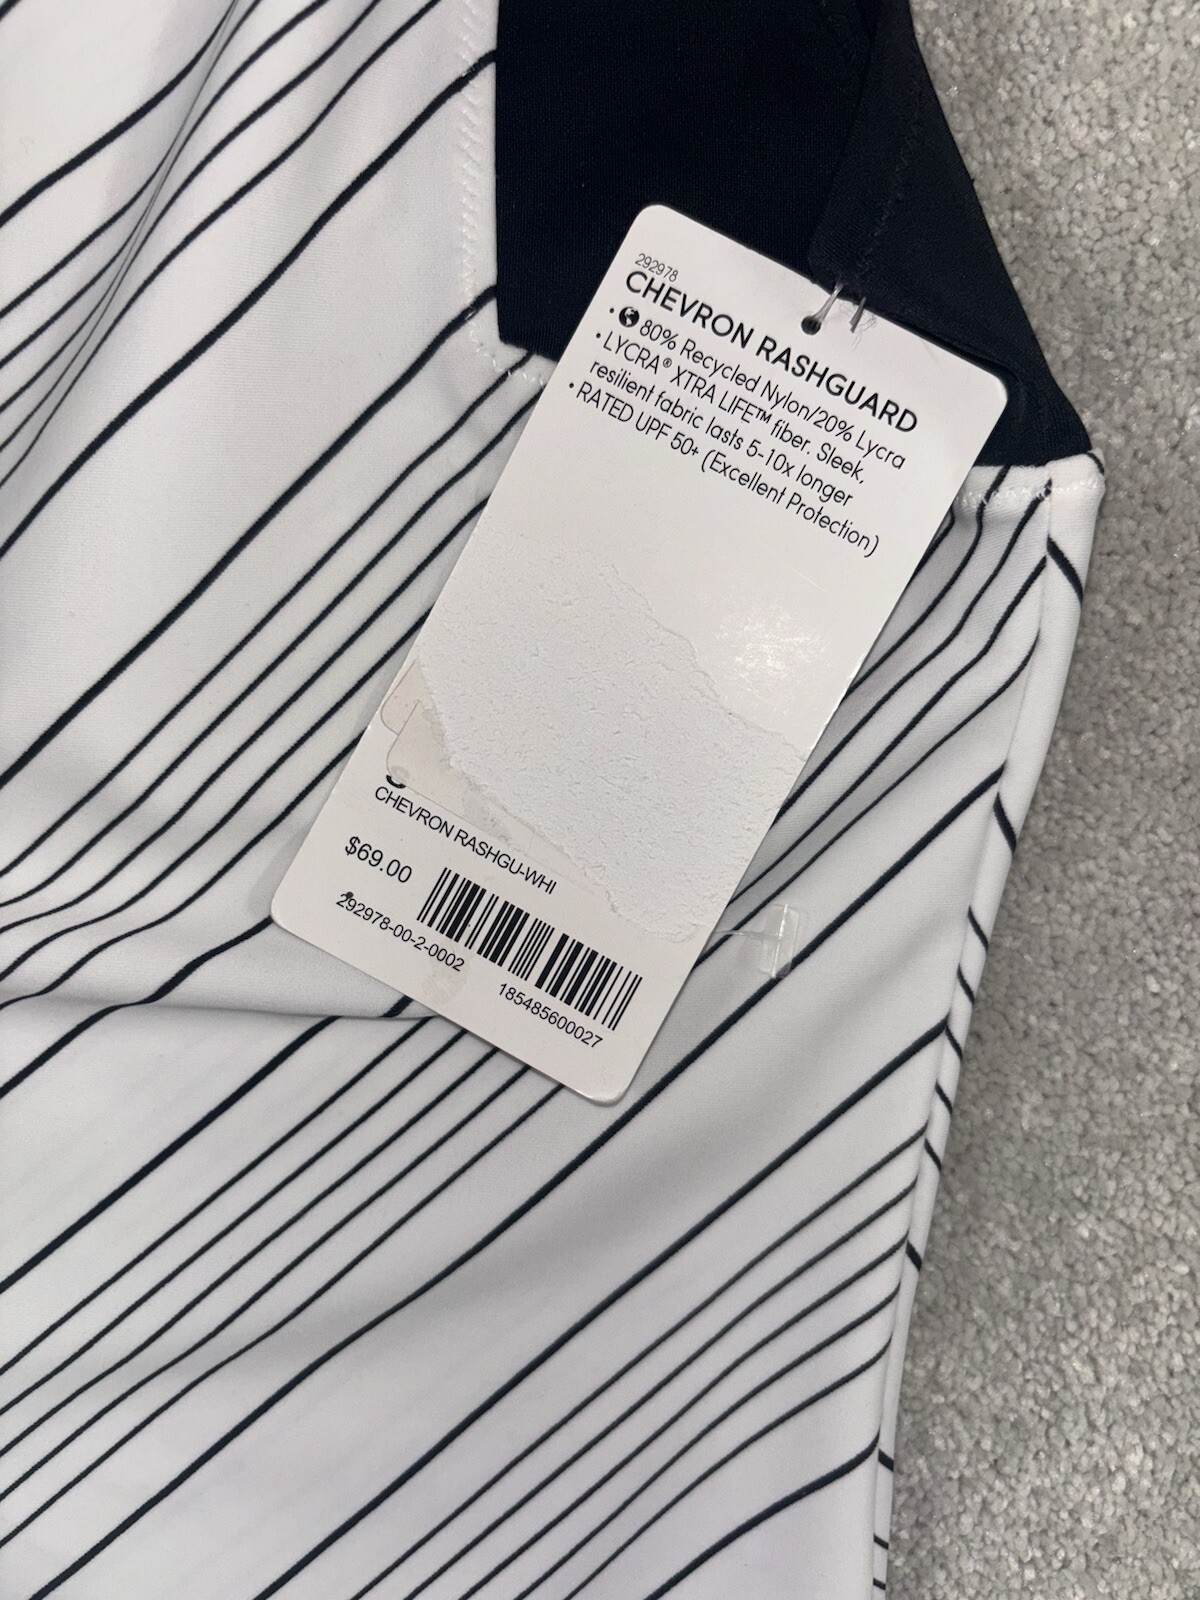 292978
CHEVRON RASHGUARD
• 80% Recycled Nylon/20% Lycra
• LYCRA® XTRA LIFE™ fiber. Sleek,
resilient fabric lasts 5-10x longer
• RATED UPF 50+ (Excellent Protection)
CHEVRON RASHGU-WHI
$69.00
292978-00-2-0002
185485600027